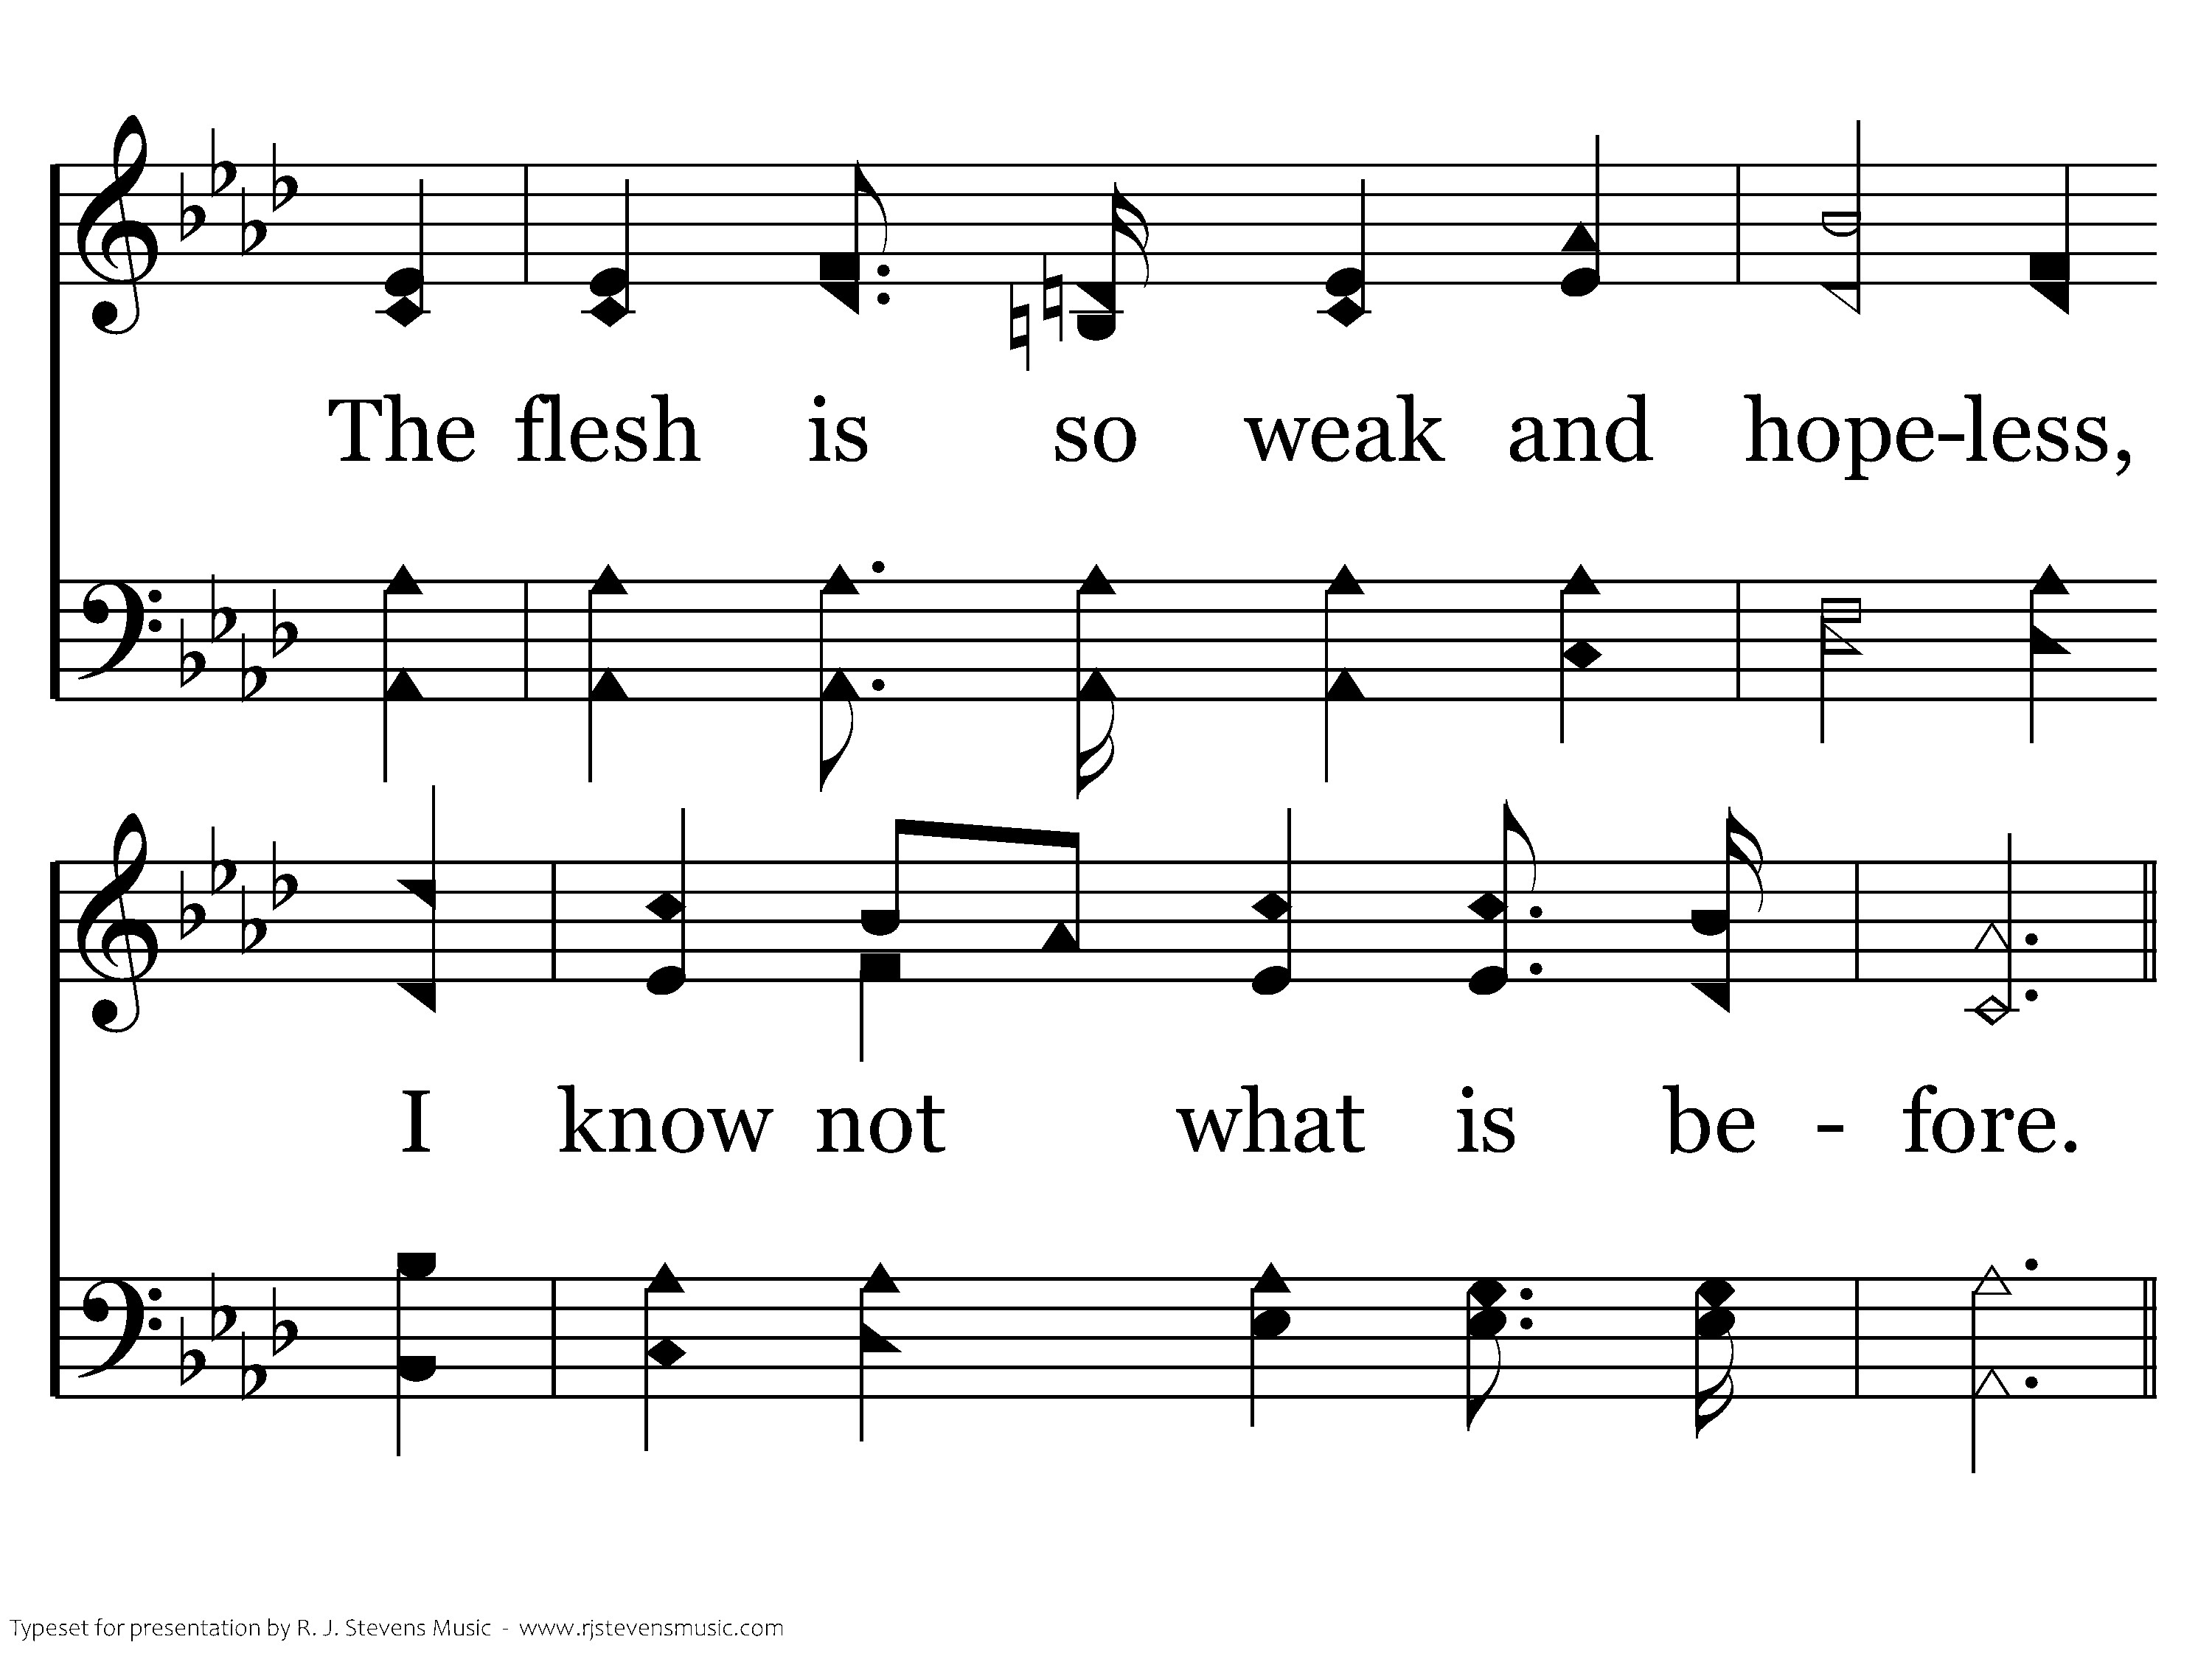 The flesh is so weak and hope-less,
I know not what is be - fore.
Typeset for presentation by R. J. Stevens Music - www.rjstevensmusic.com